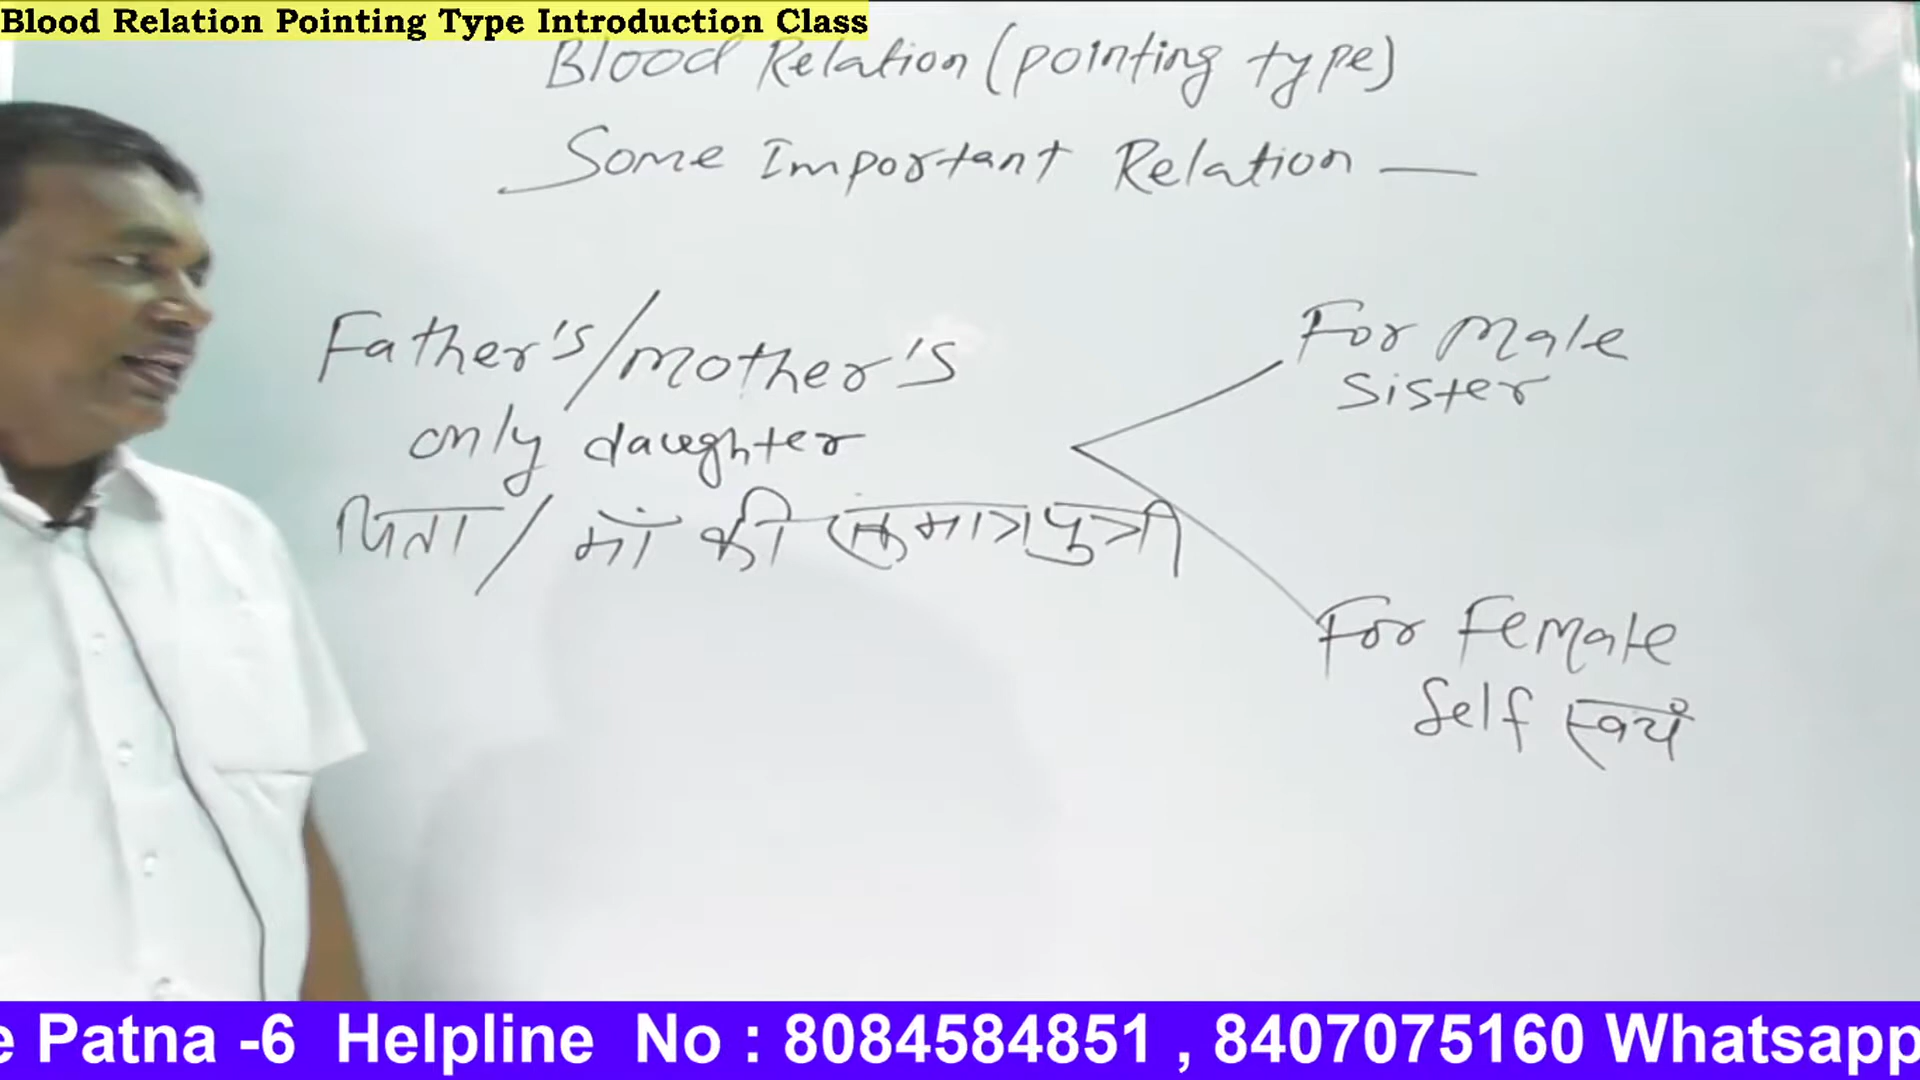 Blood Relation Pointing Type Introduction Class
Blood Relation (pointing type)
Some Important Relation —
Father's/mother's
only daughter
पिता / माँ की एकमात्र पुत्री
For male
sister
For Female
Self स्वयं
e Patna -6 Helpline No : 8084584851 , 8407075160 Whatsapp